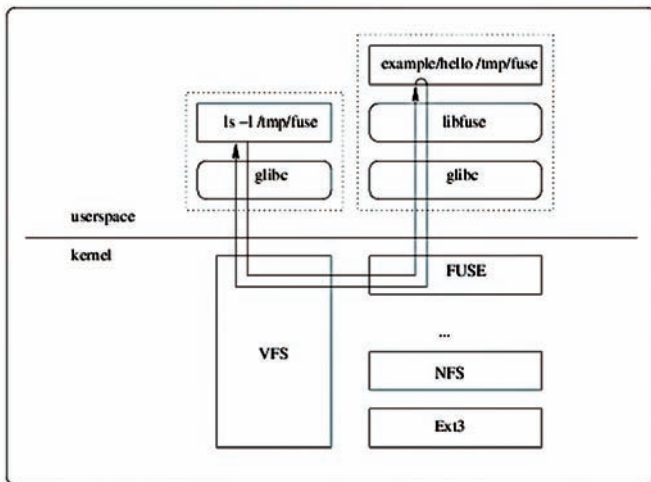 example/hello /tmp/fuse
ls -l /tmp/fuse
libfuse
glibc
glibc
userspace
kernel
FUSE
...
VFS
NFS
Ext3